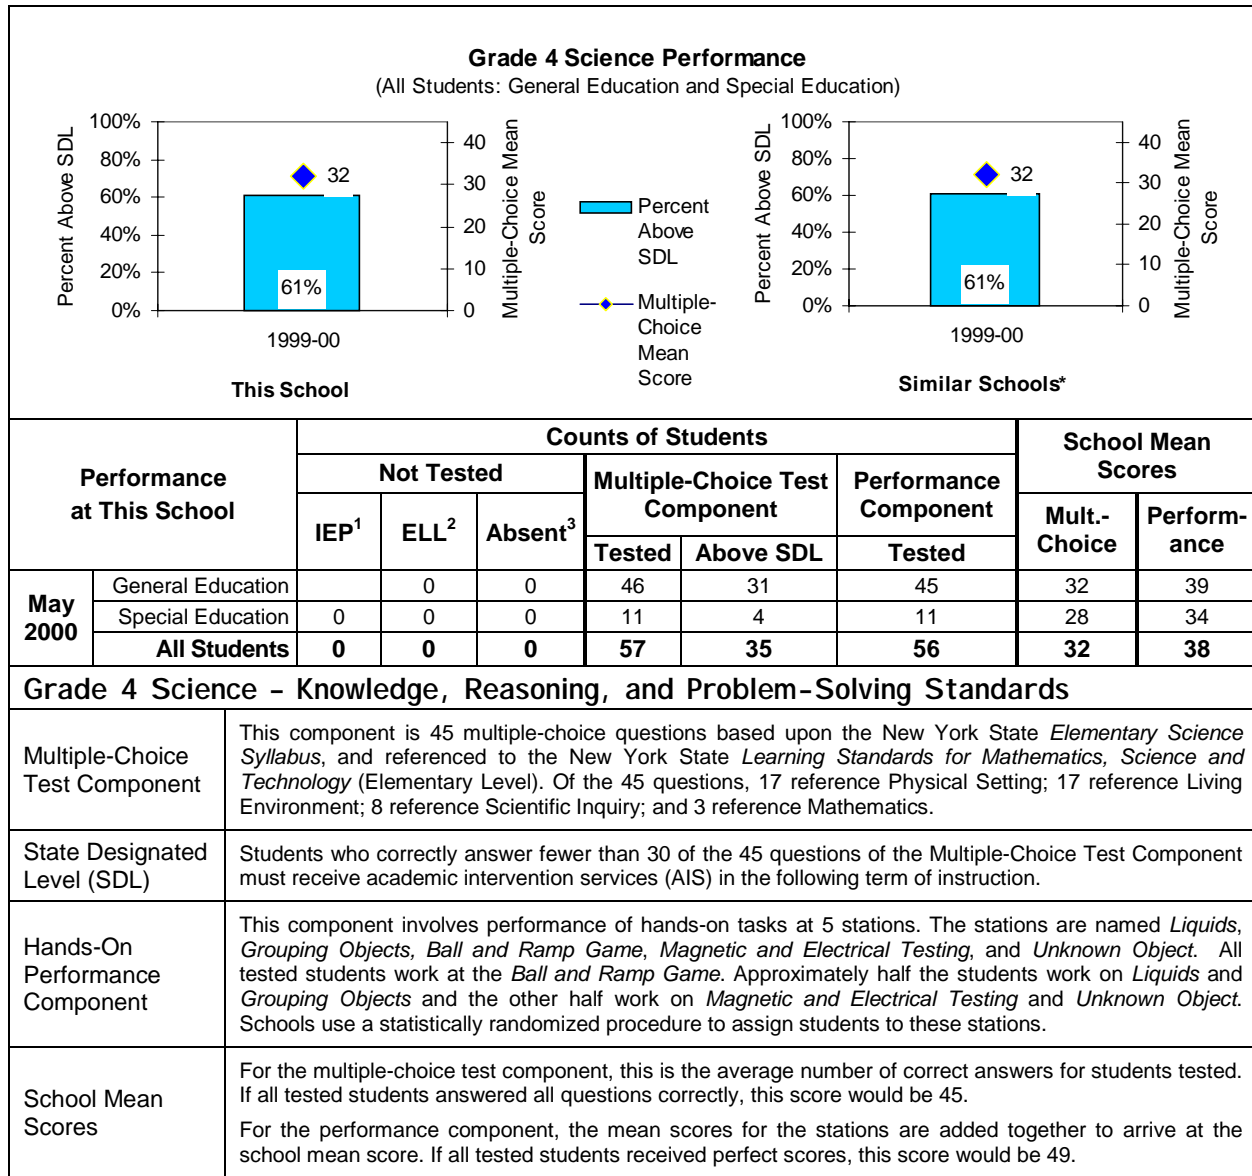 Grade 4 Science Performance
(All Students: General Education and Special Education)
Percent Above SDL
100%
80%
60%
40%
20%
0%
32
61%
1999-00
40
30
20
10
0
Multiple-Choice Mean
Score
This School
Percent
Above
SDL
Multiple-
Choice
Mean
Score
Percent Above SDL
100%
80%
60%
40%
20%
0%
32
61%
1999-00
40
30
20
10
0
Multiple-Choice Mean
Score
Similar Schools*
Performance
at This School
Counts of Students
School Mean
Scores
Not Tested
Multiple-Choice Test
Component
Performance
Component
IEP1 ELL2 Absent3
Tested Above SDL Tested
Mult.-
Choice
Perform-
ance
May
2000
General Education 0 0 46 31 45 32 39
Special Education 0 0 0 11 4 11 28 34
All Students 0 0 0 57 35 56 32 38
Grade 4 Science – Knowledge, Reasoning, and Problem-Solving Standards
Multiple-Choice
Test Component
This component is 45 multiple-choice questions based upon the New York State Elementary Science
Syllabus, and referenced to the New York State Learning Standards for Mathematics, Science and
Technology (Elementary Level). Of the 45 questions, 17 reference Physical Setting; 17 reference Living
Environment; 8 reference Scientific Inquiry; and 3 reference Mathematics.
State Designated
Level (SDL)
Students who correctly answer fewer than 30 of the 45 questions of the Multiple-Choice Test Component
must receive academic intervention services (AIS) in the following term of instruction.
Hands-On
Performance
Component
This component involves performance of hands-on tasks at 5 stations. The stations are named Liquids,
Grouping Objects, Ball and Ramp Game, Magnetic and Electrical Testing, and Unknown Object. All
tested students work at the Ball and Ramp Game. Approximately half the students work on Liquids and
Grouping Objects and the other half work on Magnetic and Electrical Testing and Unknown Object.
Schools use a statistically randomized procedure to assign students to these stations.
School Mean
Scores
For the multiple-choice test component, this is the average number of correct answers for students tested.
If all tested students answered all questions correctly, this score would be 45.
For the performance component, the mean scores for the stations are added together to arrive at the
school mean score. If all tested students received perfect scores, this score would be 49.